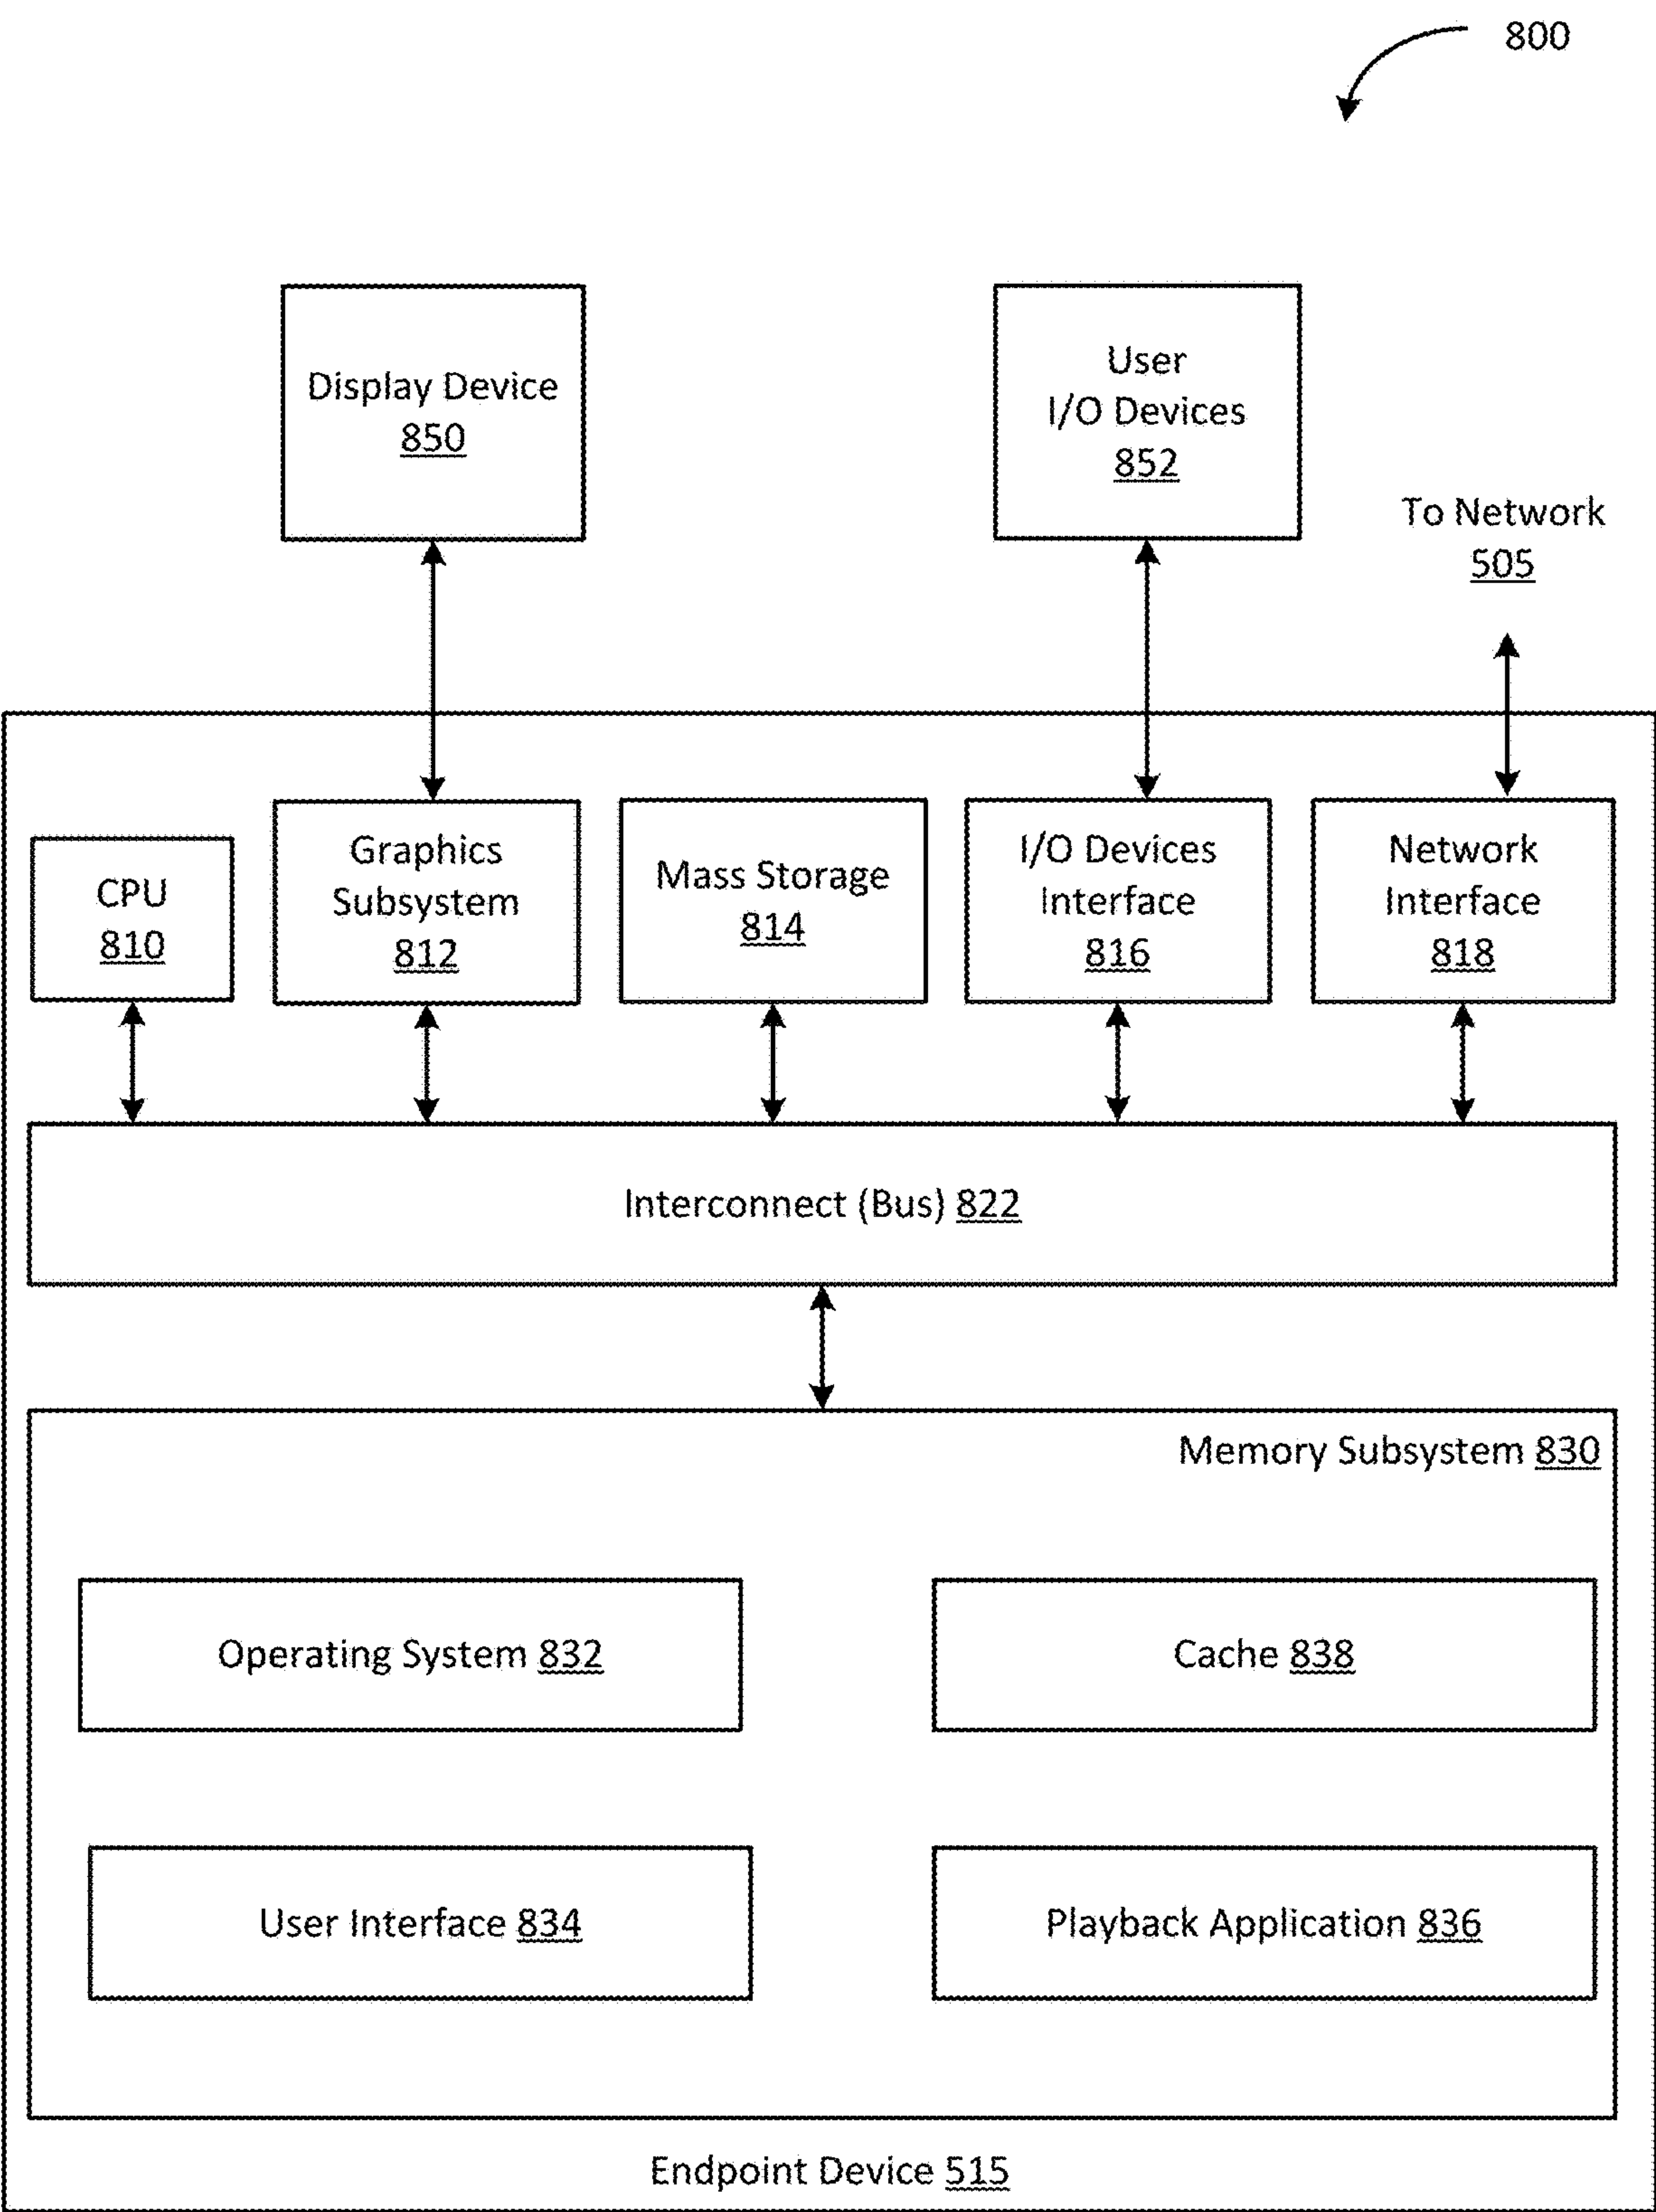 800
Display Device
850
User
I/O Devices
852
To Network
505
CPU
810
Graphics
Subsystem
812
Mass Storage
814
I/O Devices
Interface
816
Network
Interface
818
Interconnect (Bus) 822
Memory Subsystem 830
Operating System 832
Cache 838
User Interface 834
Playback Application 836
Endpoint Device 515